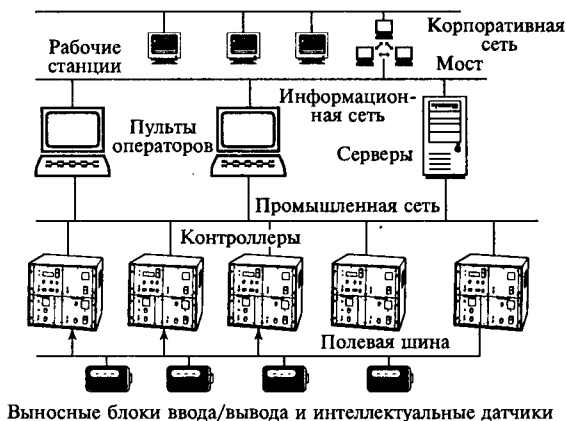 Корпоративная
сеть
Рабочие
станции
Мост
Информацион-
ная сеть
Пульты
операторов
Серверы
Промышленная сеть
Контроллеры
Полевая шина
Выносные блоки ввода/вывода и интеллектуальные датчики